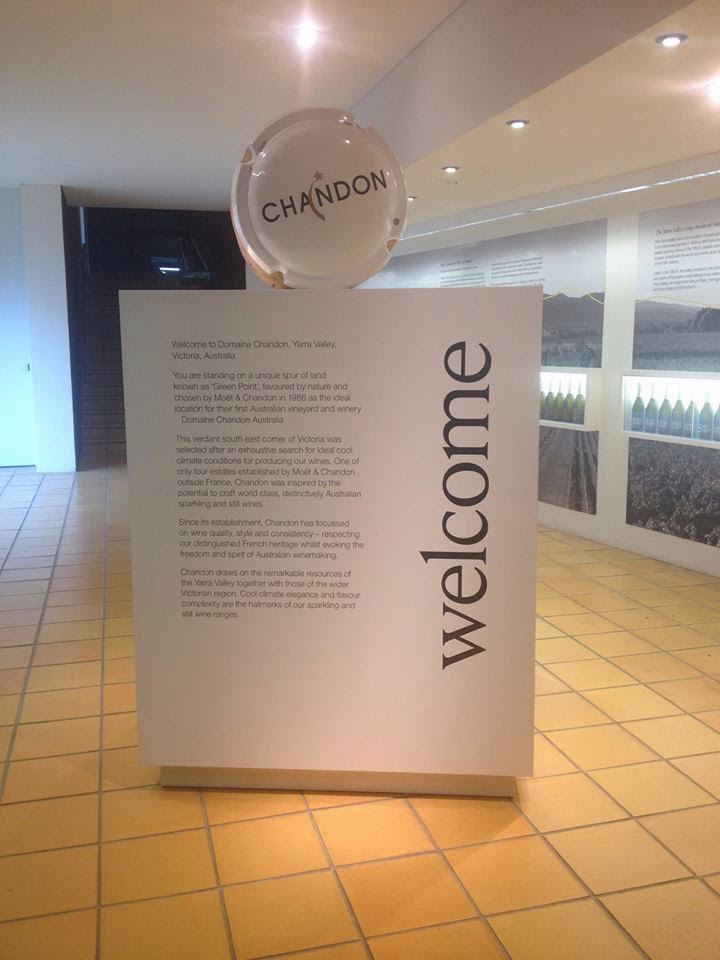 CHANDON
Welcome to Domaine Chandon, Yarra Valley,
Victoria, Australia.
You are standing on a unique spur of land
known as 'Green Point', favoured by nature and
chosen by Moët & Chandon in 1986 as the ideal
location for their first Australian vineyard and winery
Domaine Chandon Australia.
This verdant south east corner of Victoria was
selected after an exhaustive search for ideal cool
climate conditions for producing our wines. One of
only four estates established by Moët & Chandon
outside France, Chandon was inspired by the
potential to craft world class, distinctively Australian
sparkling and still wines.
Since its establishment, Chandon has focussed
on wine quality, style and consistency – respecting
our distinguished French heritage whilst evoking the
freedom and spirit of Australian winemaking.
Chandon draws on the remarkable resources of
the Yarra Valley together with those of the wider
Victorian region. Cool climate elegance and flavour
complexity are the hallmarks of our sparkling and
still wine ranges.
welcome